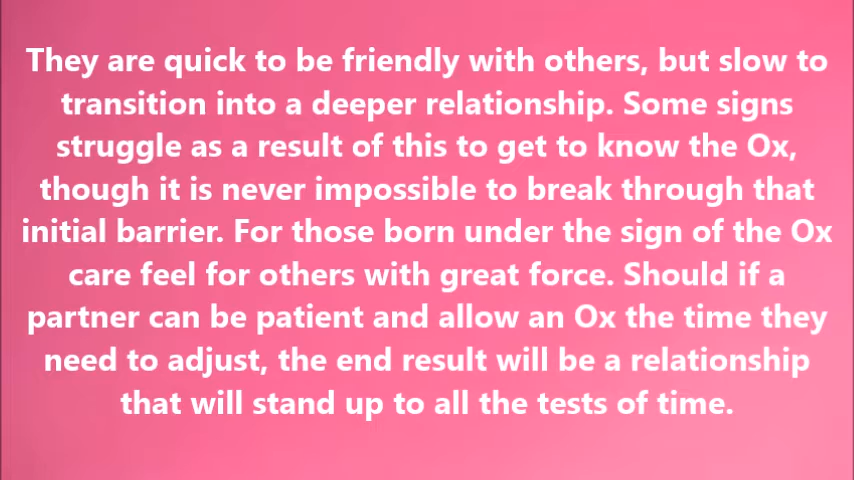 They are quick to be friendly with others, but slow to
transition into a deeper relationship. Some signs
struggle as a result of this to get to know the Ox,
though it is never impossible to break through that
initial barrier. For those born under the sign of the Ox
care feel for others with great force. Should if a
partner can be patient and allow an Ox the time they
need to adjust, the end result will be a relationship
that will stand up to all the tests of time.